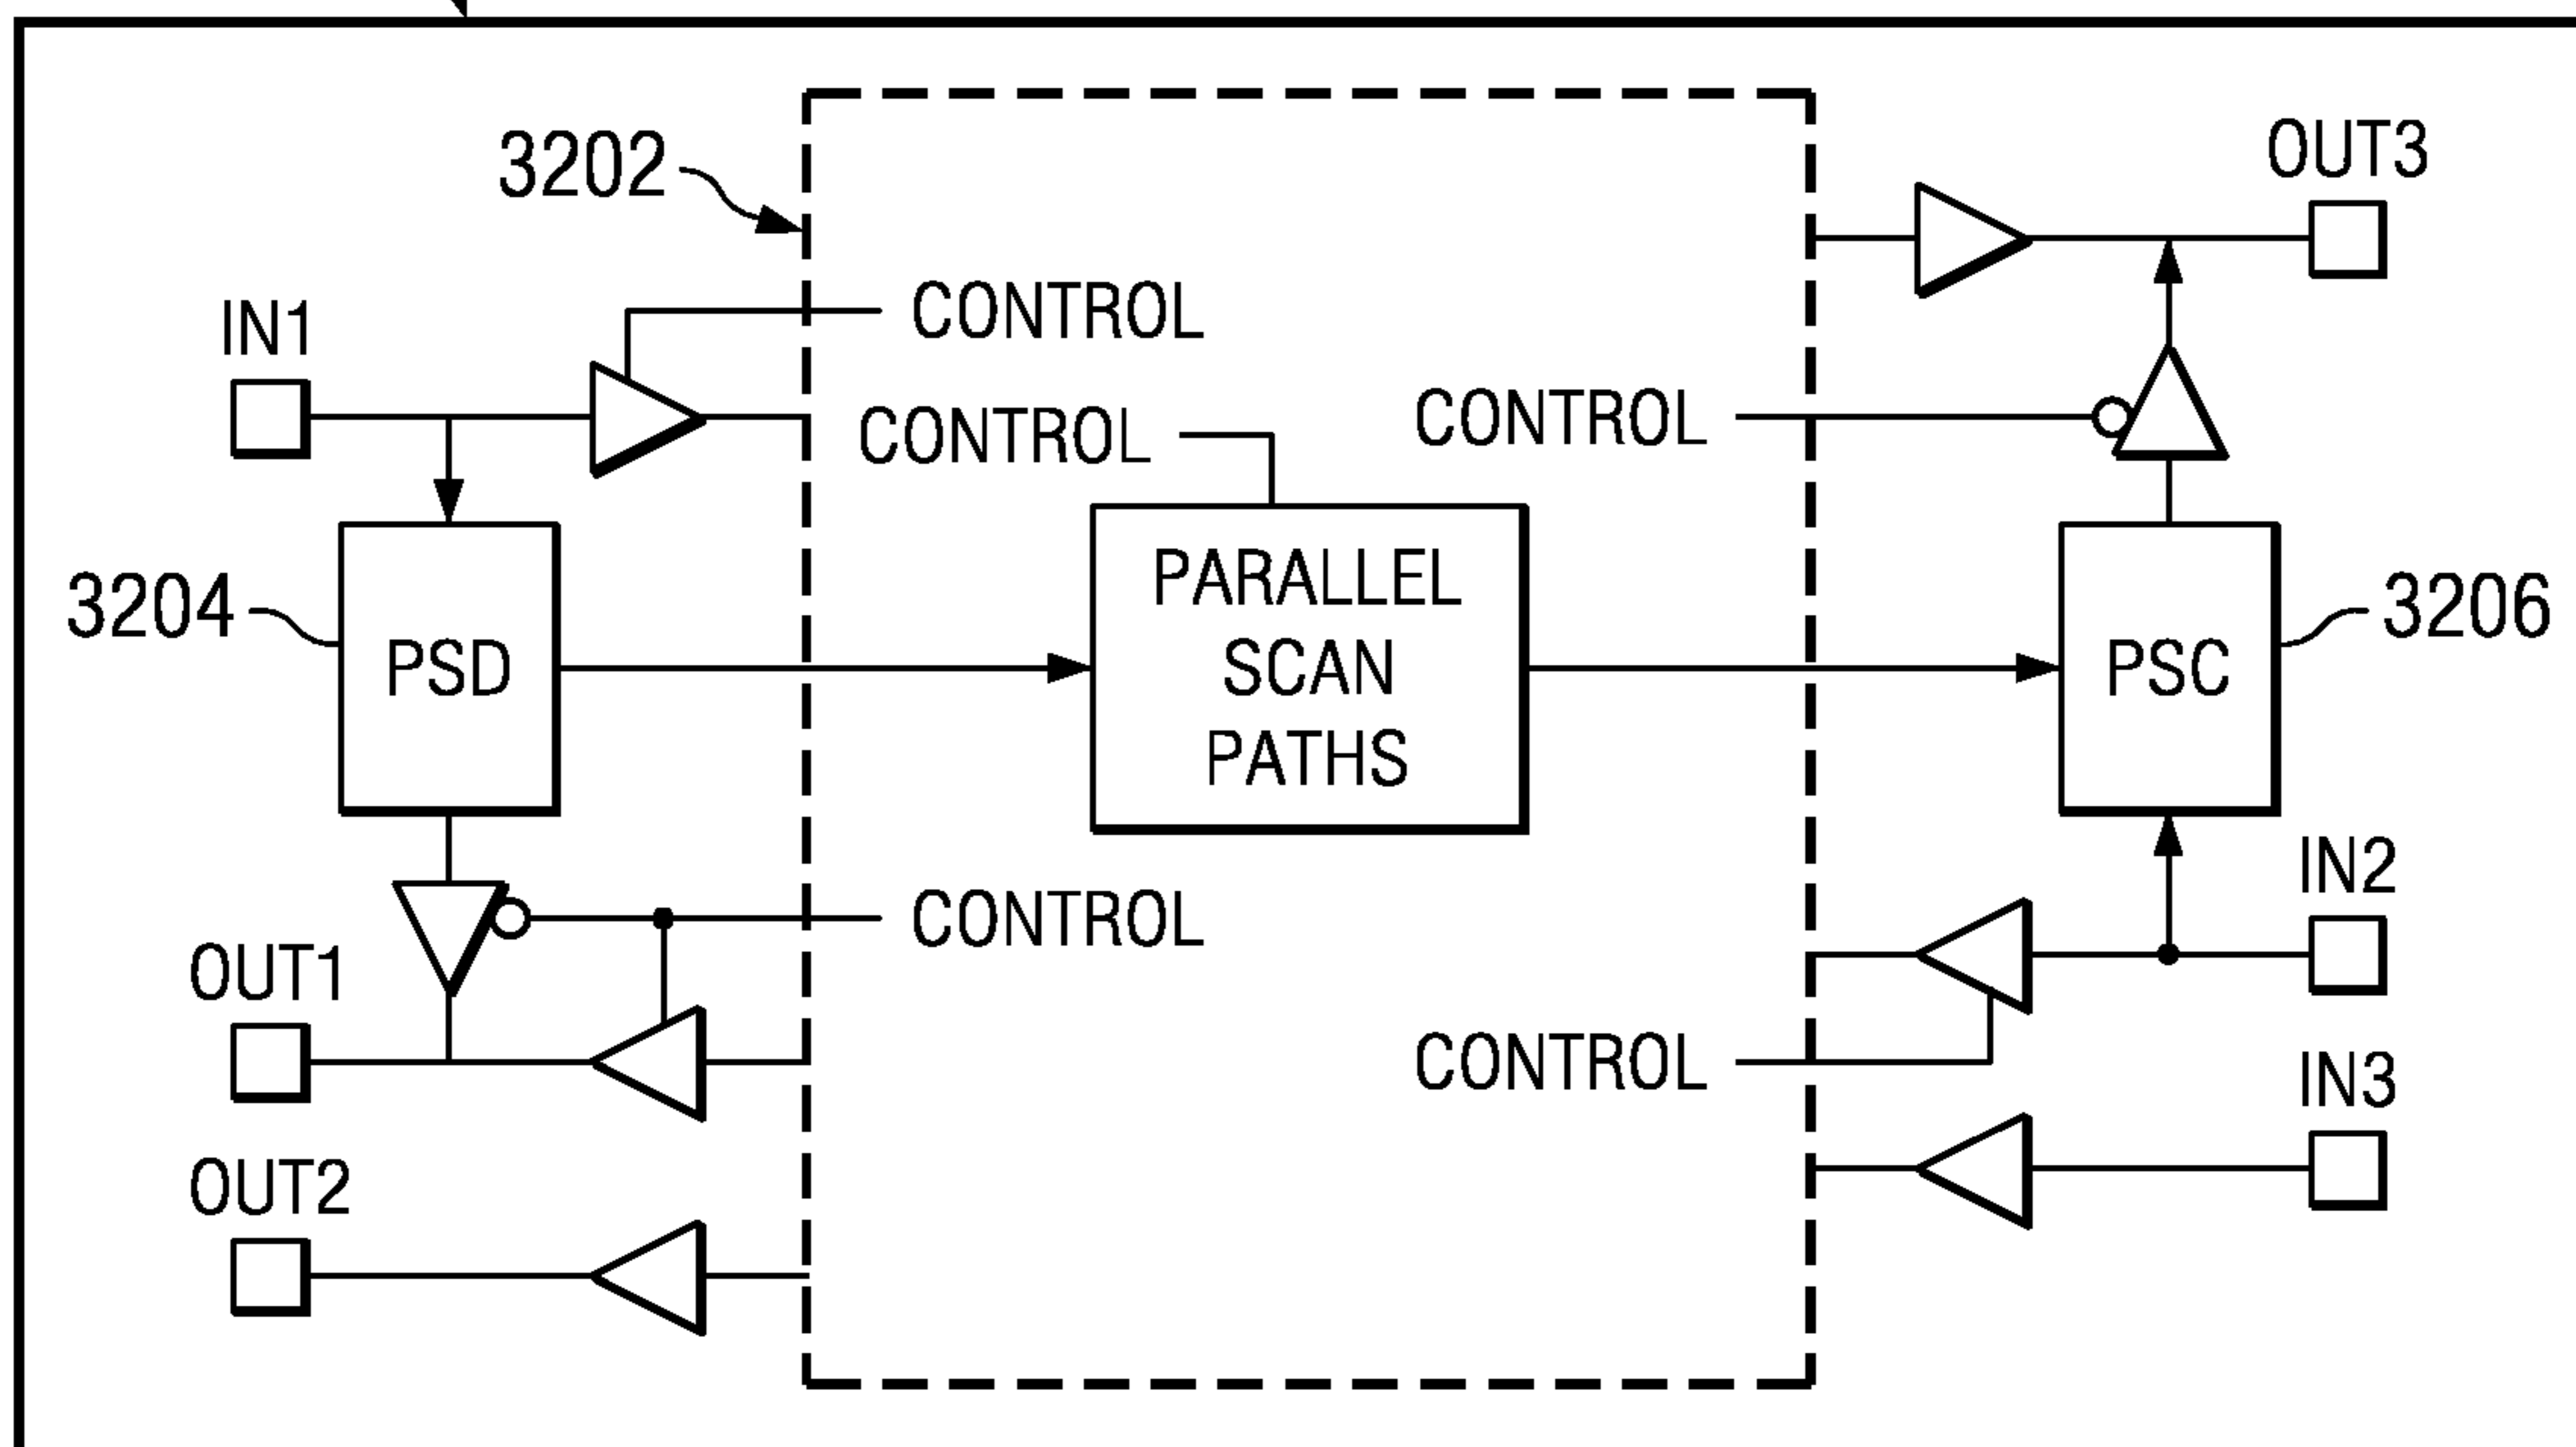 3202
OUT3
IN1
CONTROL
CONTROL
CONTROL
3204
PSD
PARALLEL
SCAN
PATHS
PSC
3206
OUT1
CONTROL
IN2
CONTROL
IN3
OUT2